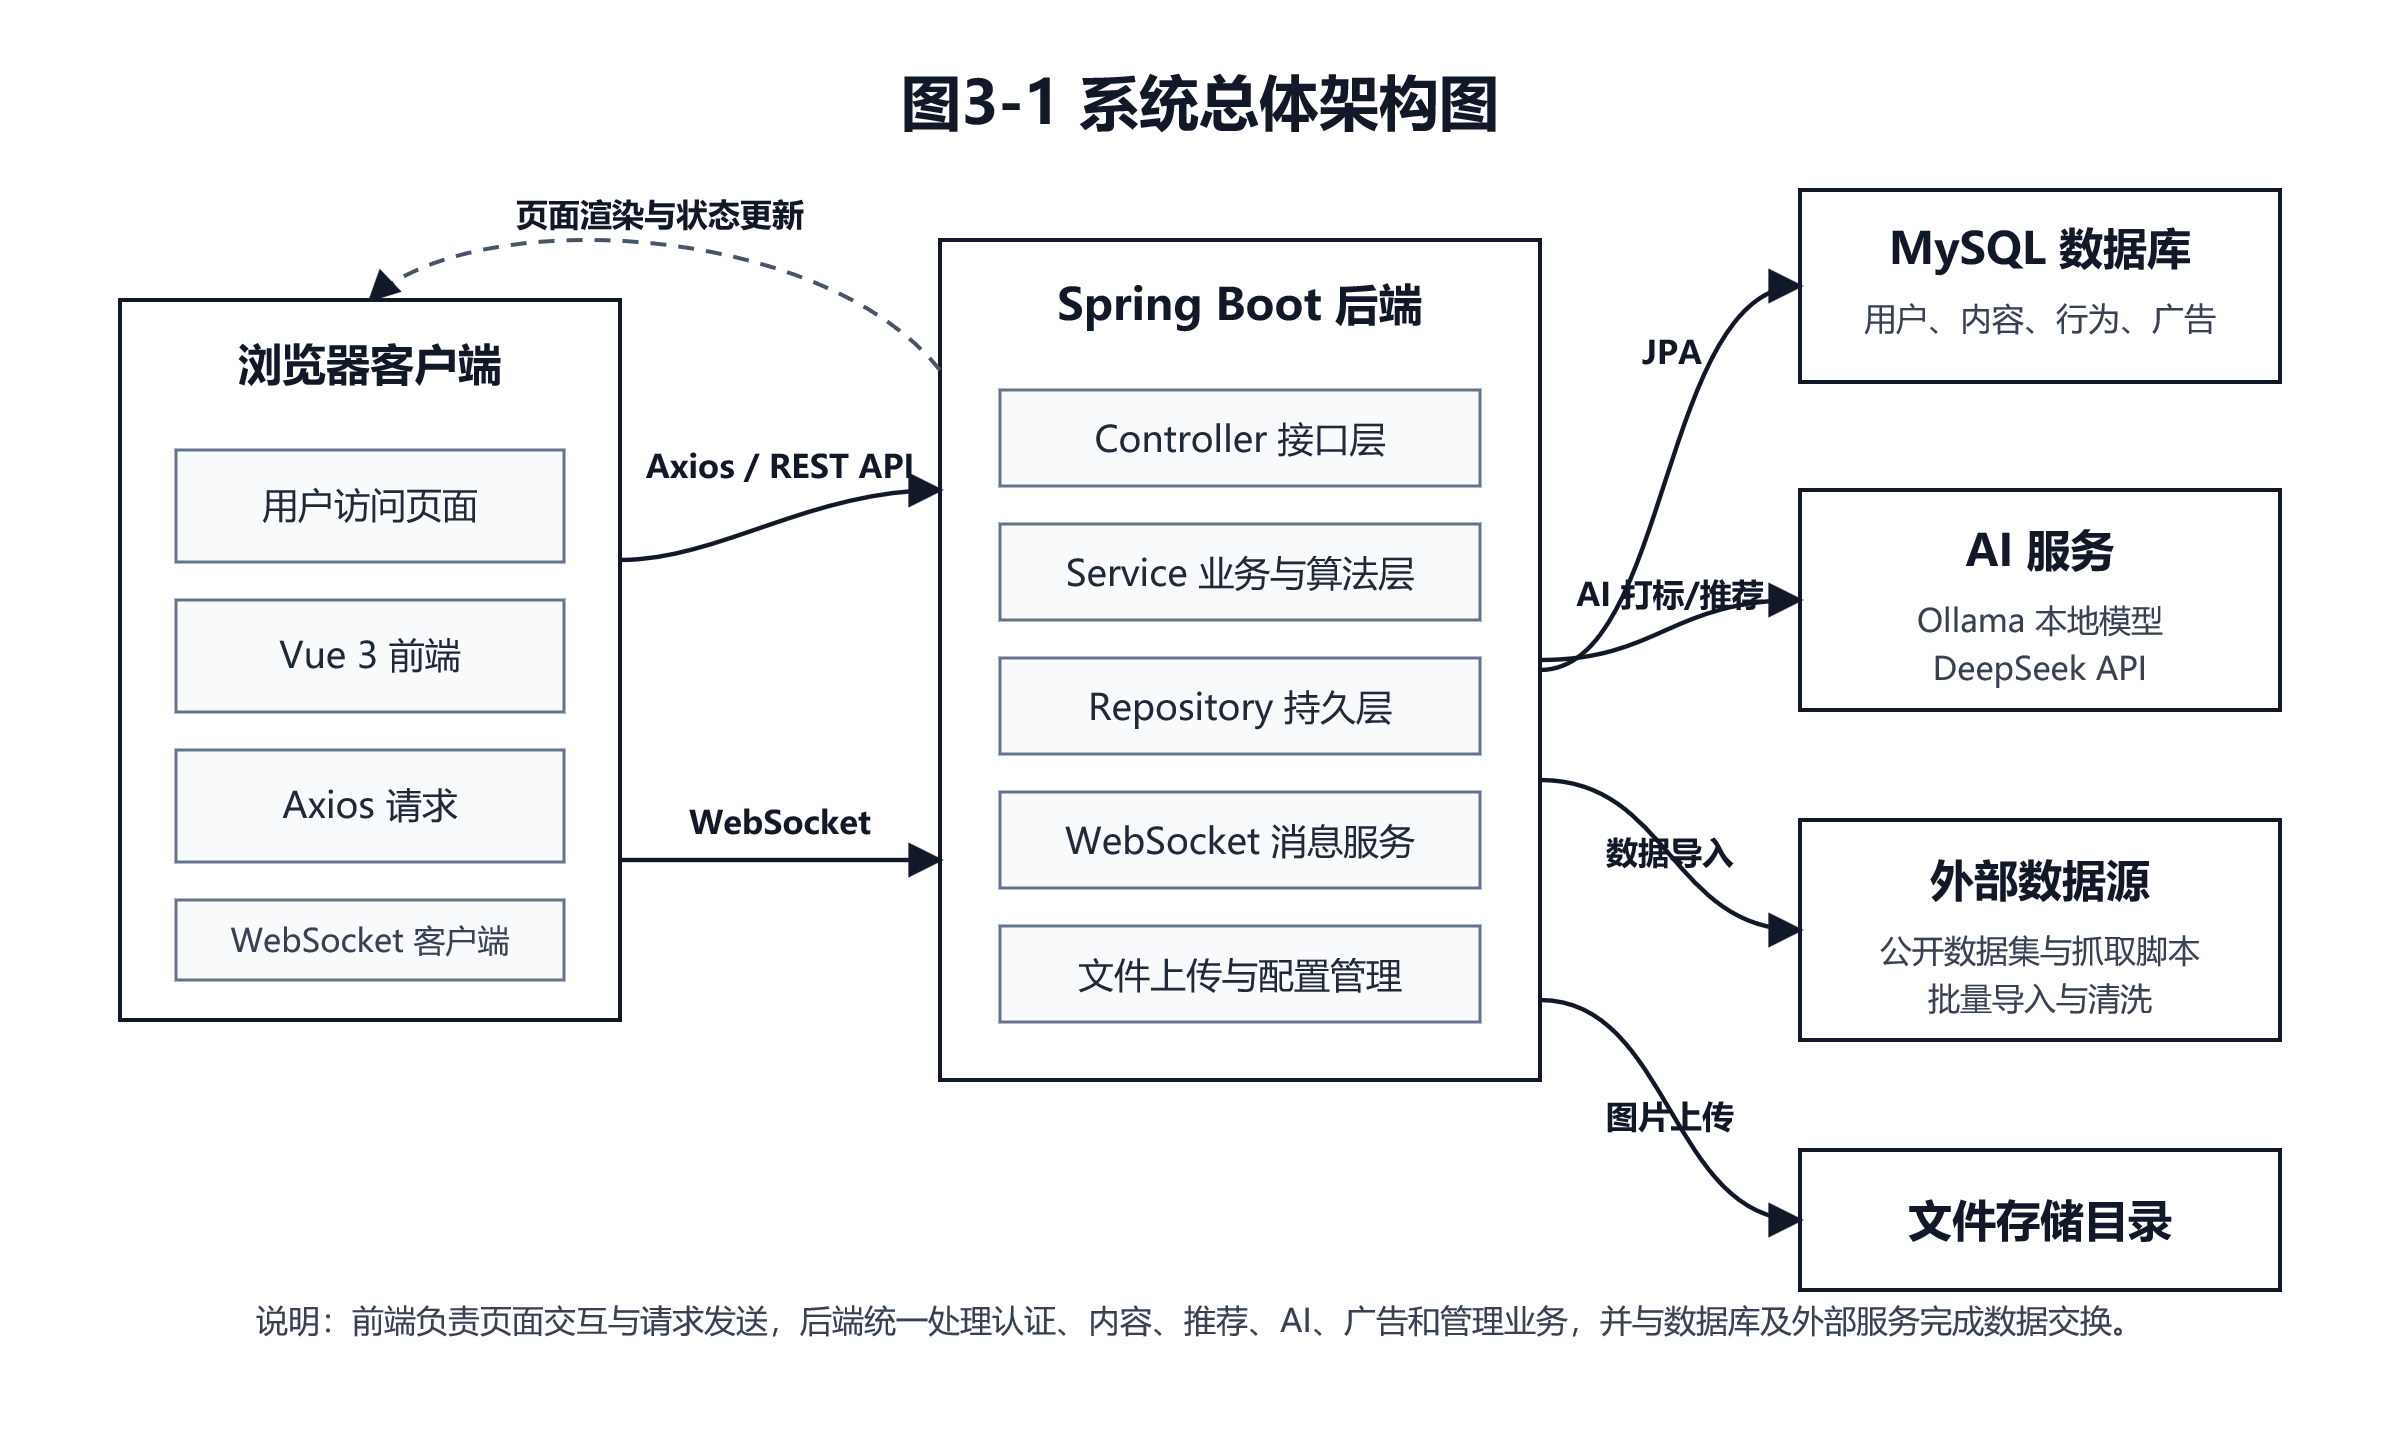 图3-1 系统总体架构图
页面渲染与状态更新
浏览器客户端
用户访问页面
Vue 3 前端
Axios 请求
WebSocket 客户端
Axios / REST API
WebSocket
Spring Boot 后端
Controller 接口层
Service 业务与算法层
Repository 持久层
WebSocket 消息服务
文件上传与配置管理
JPA
AI 打标/推荐
数据导入
图片上传
MySQL 数据库
用户、内容、行为、广告
AI 服务
Ollama 本地模型
DeepSeek API
外部数据源
公开数据集与抓取脚本
批量导入与清洗
文件存储目录
说明：前端负责页面交互与请求发送，后端统一处理认证、内容、推荐、AI、广告和管理业务，并与数据库及外部服务完成数据交换。